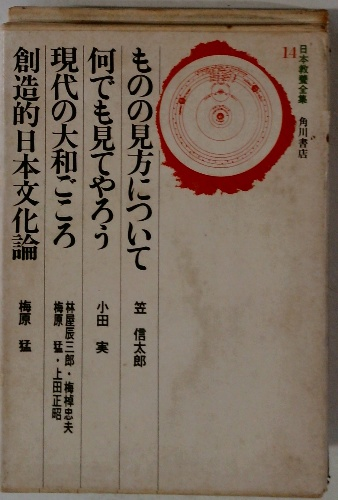 日本教養全集
14
角川書店
ものの見方について
笠 信太郎
何でも見てやろう
小田 実
現代の大和ごころ
林屋辰三郎・梅棹忠夫
梅原 猛・上田正昭
創造的日本文化論
梅原 猛